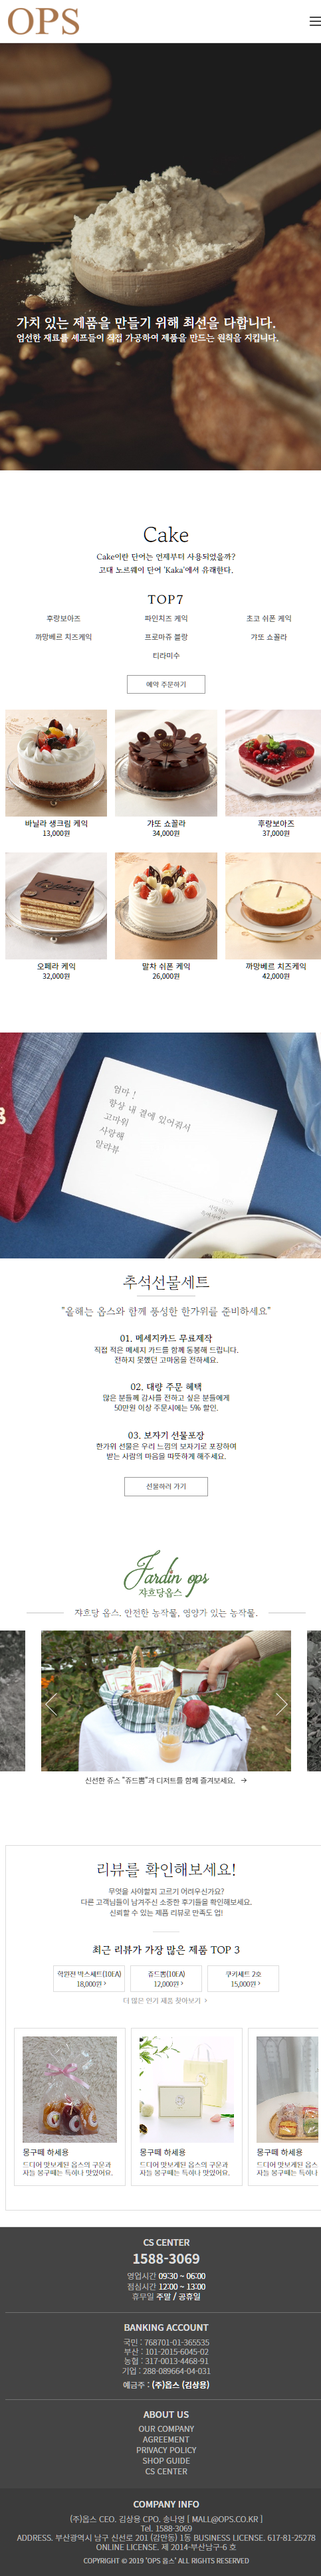 OPS
가치 있는 제품을 만들기 위해 최선을 다합니다.
엄선한 재료를 셰프들이 직접 가공하여 제품을 만드는 원칙을 지킵니다.
Cake
Cake이란 단어는 언제부터 사용되었을까?
고대 노르웨이 단어 'Kaka'에서 유래한다.
TOP7
후랑보아즈 파인치즈 케익 초코 쉬폰 케익
까망베르 치즈케익 프로마쥬 블랑 갸또 쇼꼴라
티라미수
예약 주문하기
바닐라 생크림 케익 갸또 쇼꼴라 후랑보아즈
13,000원 34,000원 37,000원
오페라 케익 말차 쉬폰 케익 까망베르 치즈케익
32,000원 26,000원 42,000원
엄마 !
항상 내 곁에 있어줘서
고마워
사랑해
알랴뷰
추석선물세트
"올해는 옵스와 함께 풍성한 한가위를 준비하세요"
01. 메세지카드 무료제작
직접 적은 메세지 카드를 함께 동봉해 드립니다.
전하지 못했던 고마움을 전하세요.
02. 대량 주문 혜택
많은 분들께 감사를 전하고 싶은 분들에게
50만원 이상 주문시에는 5% 할인.
03. 보자기 선물포장
한가위 선물은 우리 느낌의 보자기로 포장하여
받는 사람의 마음을 따뜻하게 해주세요.
선물하러 가기
Jardin ops
쟈흐당옵스
쟈흐당 옵스. 안전한 농작물, 영양가 있는 농작물.
신선한 쥬스 "쥬드뽐"과 디저트를 함께 즐겨보세요. →
리뷰를 확인해보세요!
무엇을 사야할지 고르기 어려우신가요?
다른 고객님들이 남겨주신 소중한 후기들을 확인해보세요.
신뢰할 수 있는 제품 리뷰로 만족도 업!
최근 리뷰가 가장 많은 제품 TOP 3
학원전 박스세트(10EA) 쥬드뽐(10EA) 쿠키세트 2호
18,000원 > 12,000원 > 15,000원 >
더 많은 인기 제품 찾아보기 >
몽구떼 하세용 몽구떼 하세용 몽구떼 하세용
드디어 맛보게된 옵스의 구운과 드디어 맛보게된 옵스의 구운과 드디어 맛보게된 옵스
자들 몽구떼는 특히나 맛있어요. 자들 몽구떼는 특히나 맛있어요. 자들 몽구떼는 특히나
CS CENTER
1588-3069
영업시간 09:30 ~ 06:00
점심시간 12:00 ~ 13:00
휴무일 주말 / 공휴일
BANKING ACCOUNT
국민 : 768701-01-365535
부산 : 101-2015-6045-02
농협 : 317-0013-4468-91
기업 : 288-089664-04-031
예금주 : (주)옵스 (김상용)
ABOUT US
OUR COMPANY
AGREEMENT
PRIVACY POLICY
SHOP GUIDE
CS CENTER
COMPANY INFO
(주)옵스 CEO. 김상용 CPO. 송나영 [ MALL@OPS.CO.KR ]
Tel. 1588-3069
ADDRESS. 부산광역시 남구 신선로 201 (감만동) 1동 BUSINESS LICENSE. 617-81-25278
ONLINE LICENSE. 제 2014-부산남구-6 호
COPYRIGHT © 2019 'OPS 옵스' ALL RIGHTS RESERVED